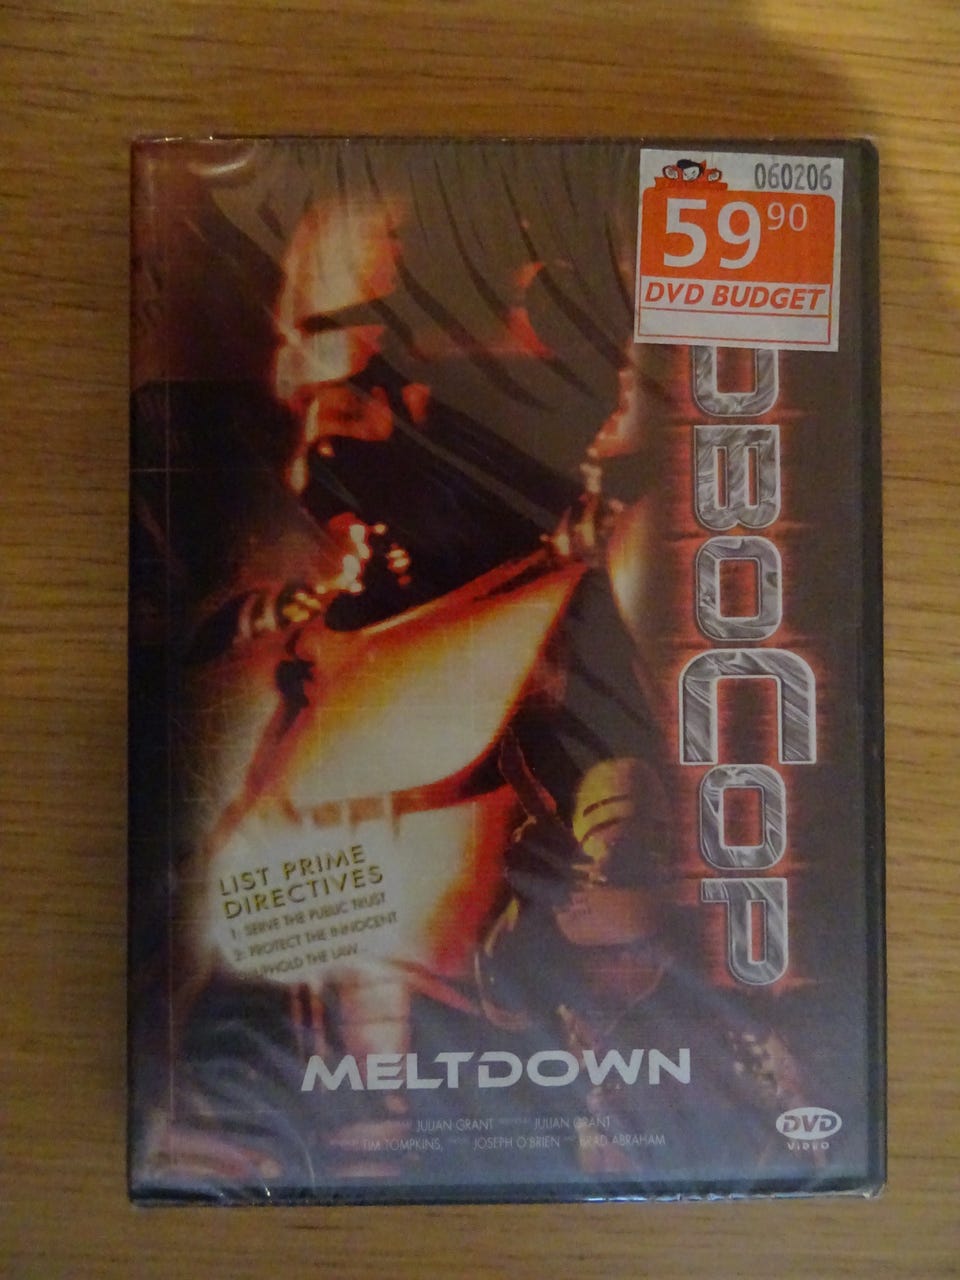 060206
59 90
DVD BUDGET
OBOCOP
LIST PRIME
DIRECTIVES
1: SERVE THE PUBLIC TRUST
2: PROTECT THE INNOCENT
UPHOLD THE LAW...
MELTDOWN
JULIAN GRANT JULIAN GRANT
TIM TOMPKINS, JOSEPH O'BRIEN AND BRAD ABRAHAM
DVD
VIDEO